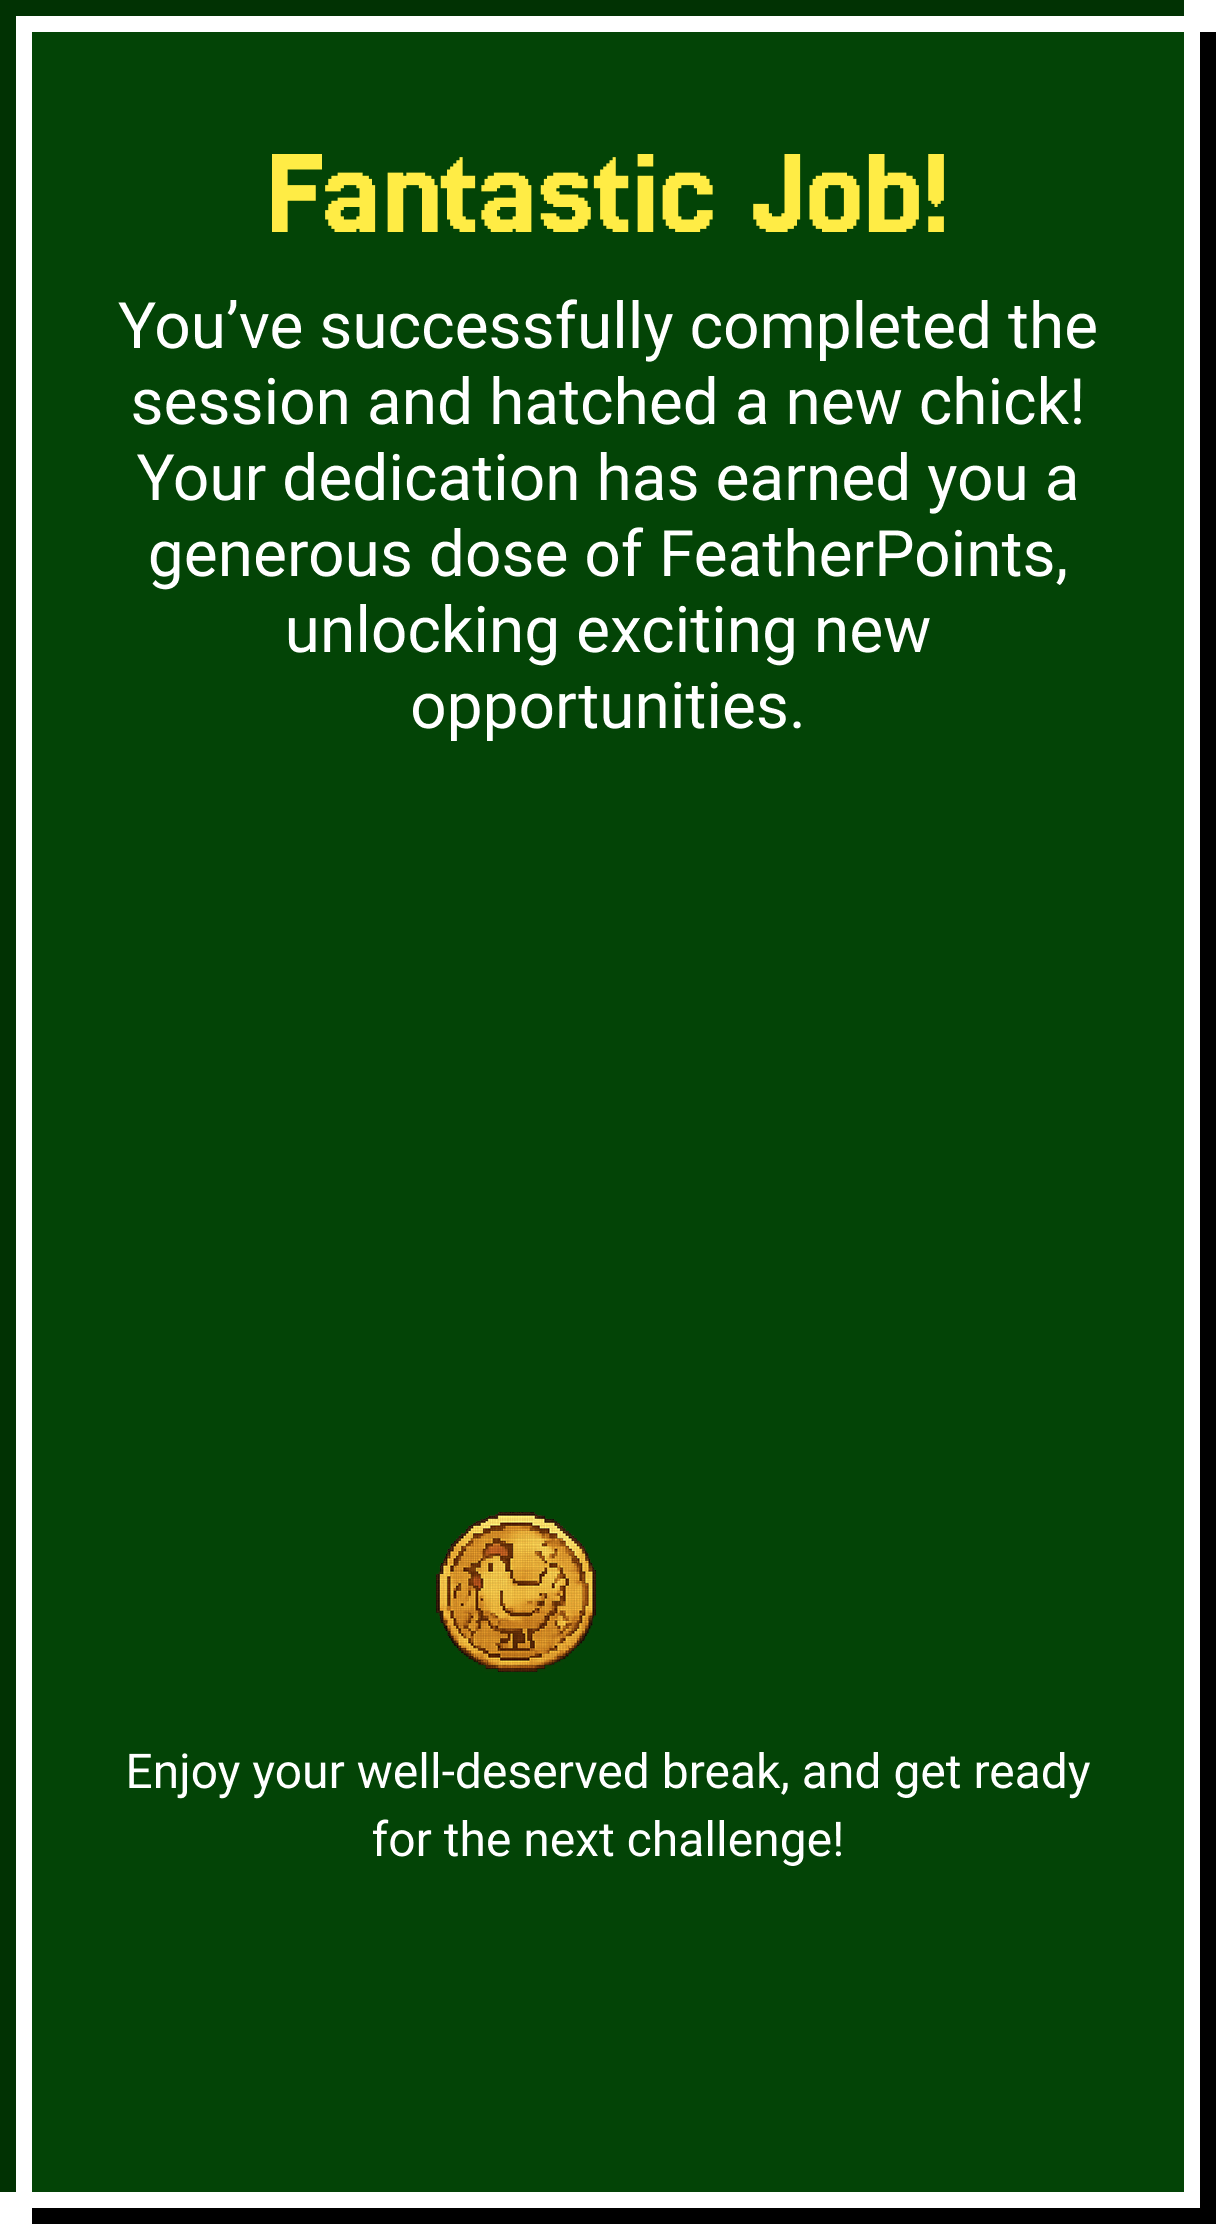 Fantastic Job!
You’ve successfully completed the
session and hatched a new chick!
Your dedication has earned you a
generous dose of FeatherPoints,
unlocking exciting new
opportunities.
Enjoy your well-deserved break, and get ready
for the next challenge!